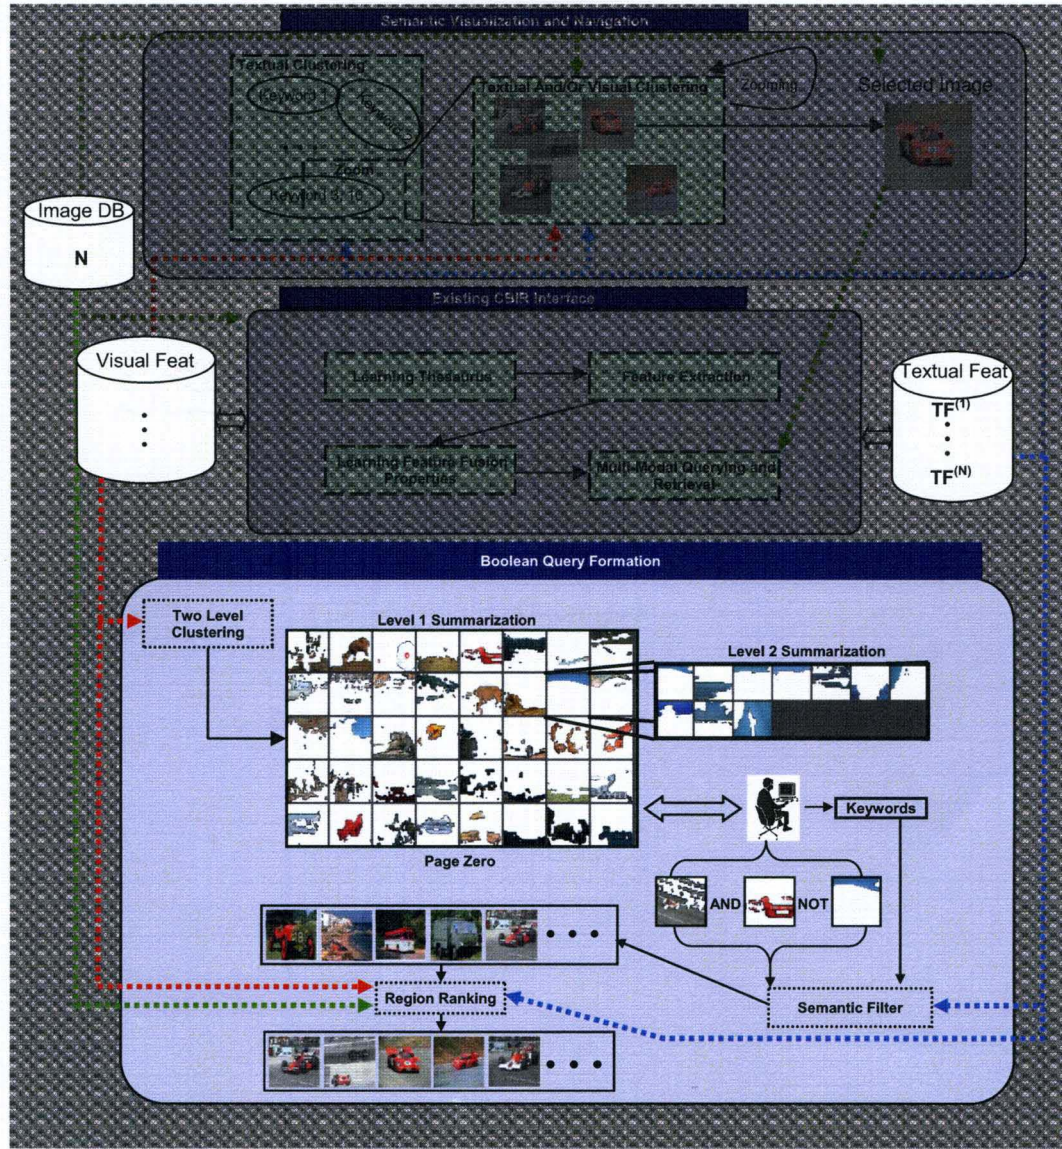 Semantic Visualization and Navigation
Textual Clustering
Keyword 1
Keyword 2
Zoom
Keyword 3, 16
Textual And/Or Visual Clustering
Zooming
Selected Image
Image DB
N
Existing CBIR Interface
Visual Feat
Learning Thesaurus
Feature Extraction
Learning Feature Fusion
Properties
Multi-Modal Querying and
Retrieval
Textual Feat
TF(1)
TF(N)
Boolean Query Formation
Two Level
Clustering
Level 1 Summarization
Level 2 Summarization
Page Zero
Keywords
AND
NOT
Region Ranking
Semantic Filter